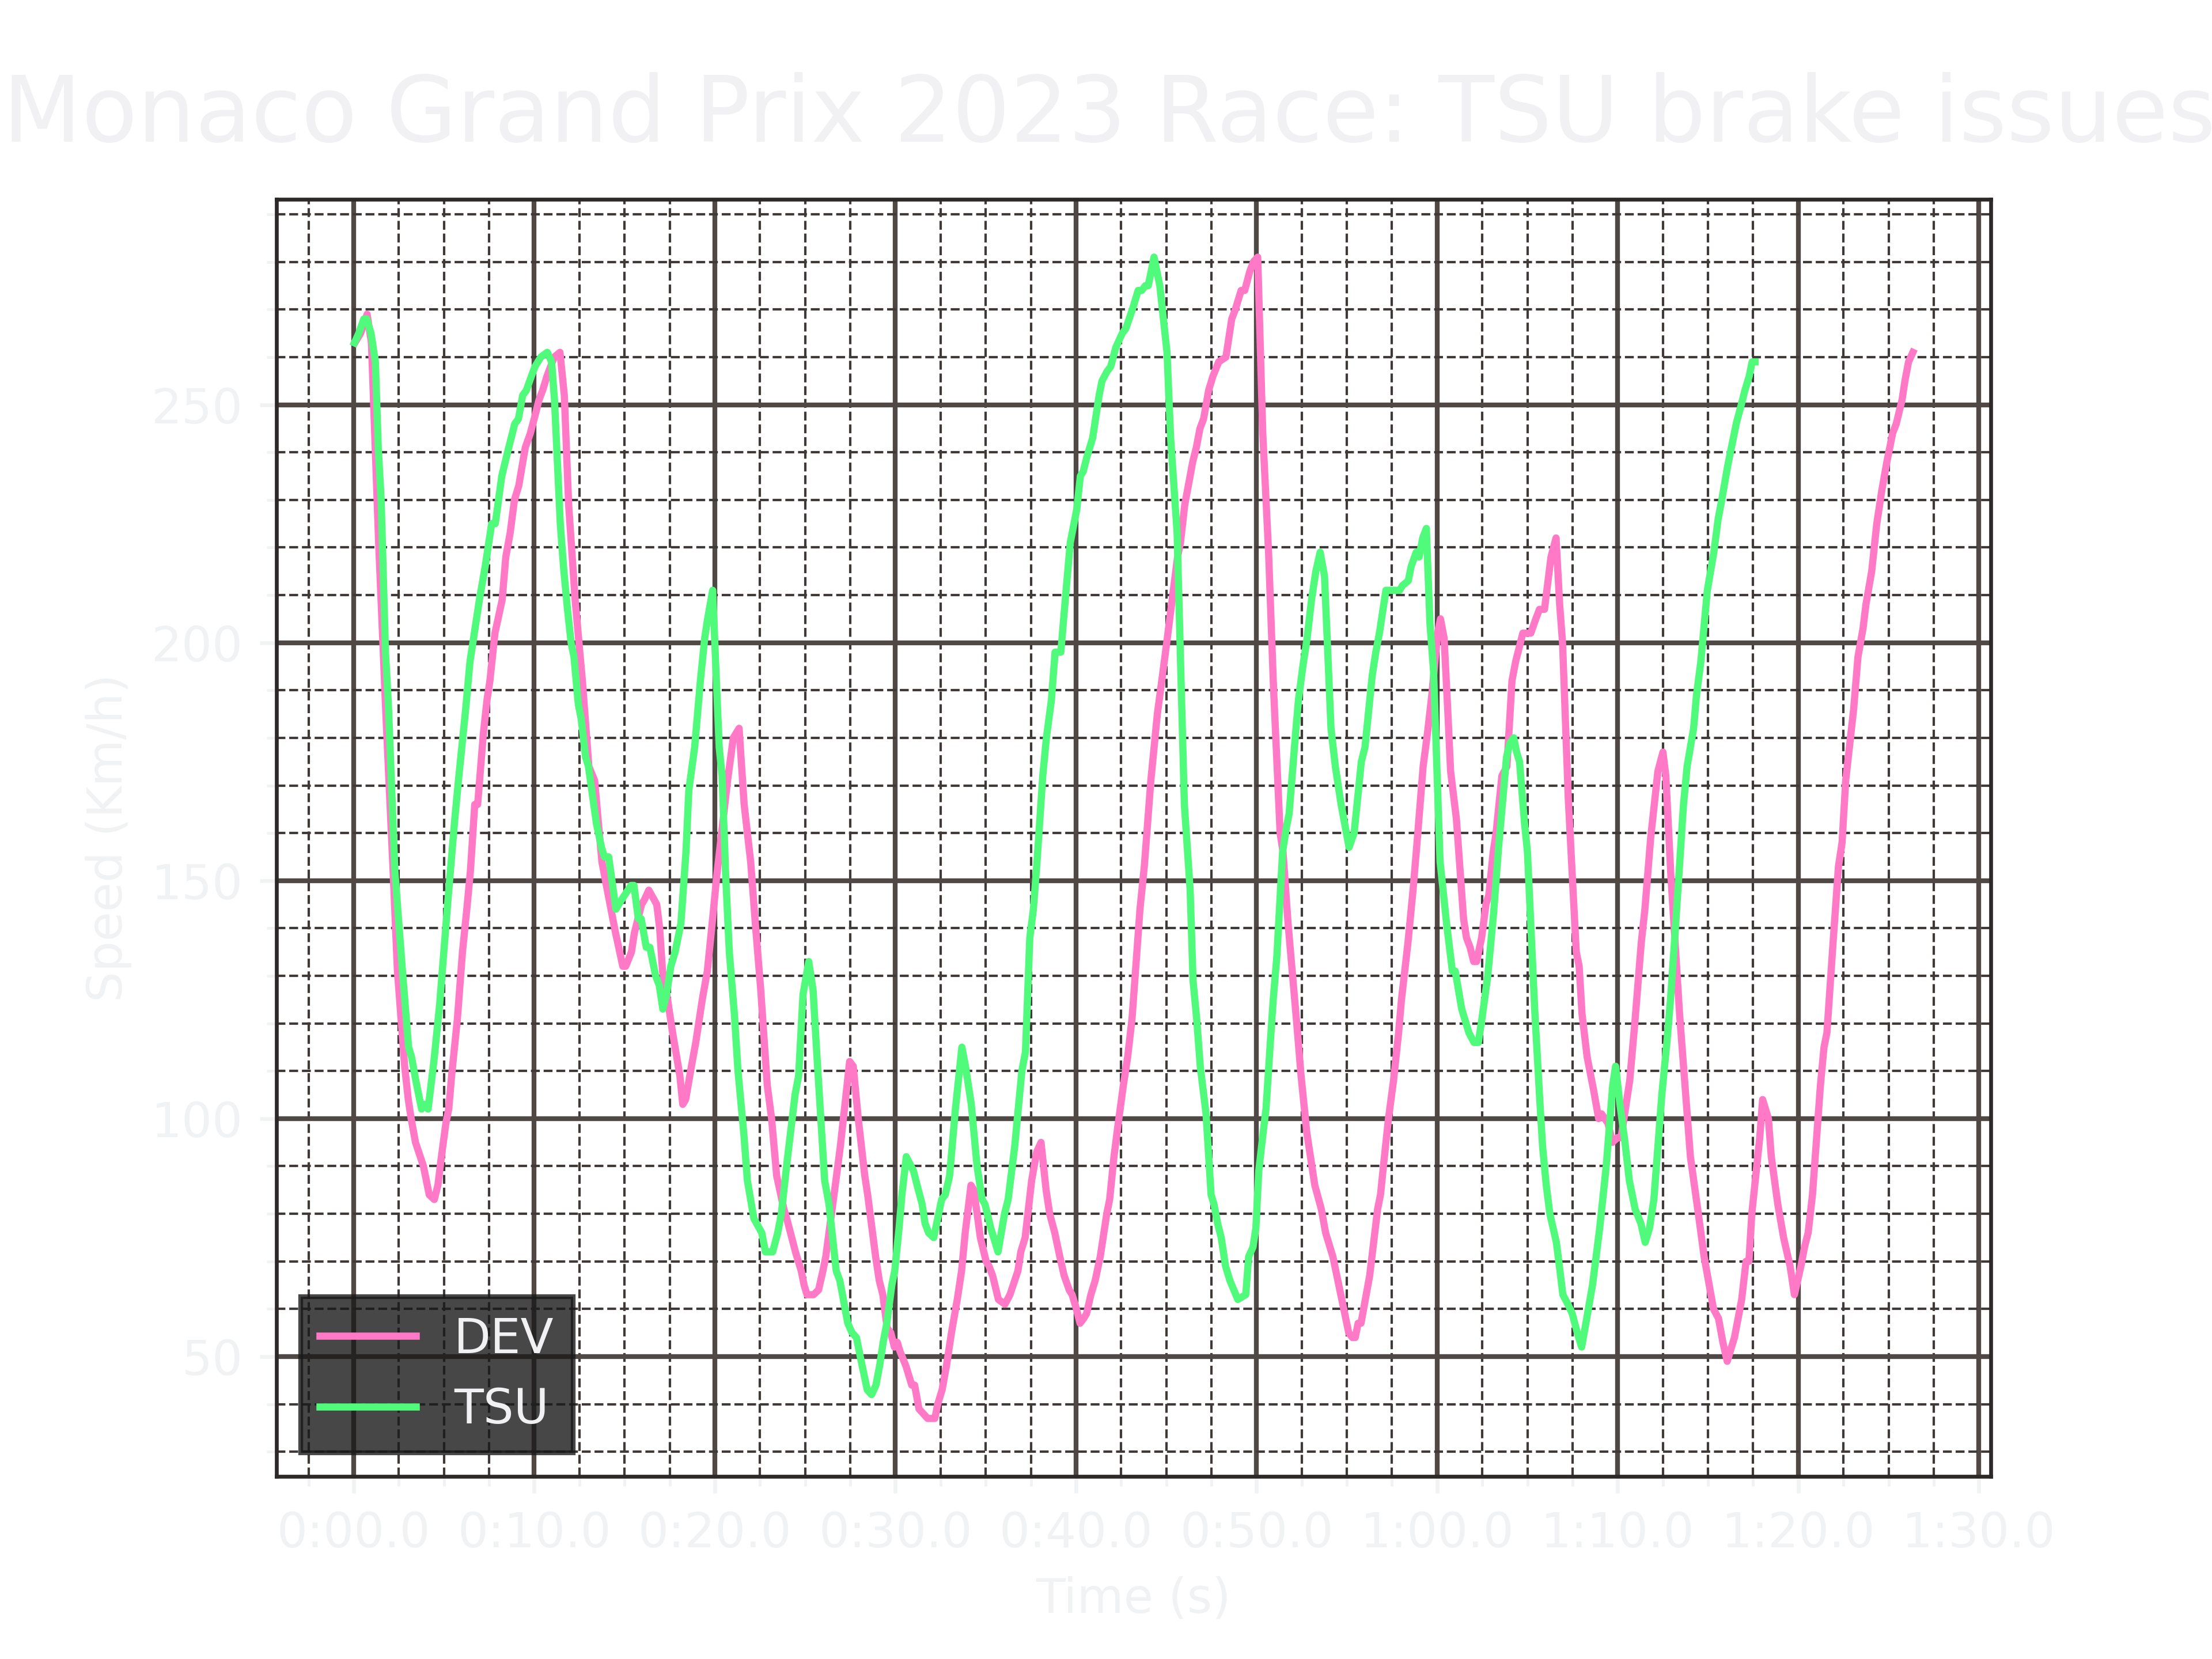 Monaco Grand Prix 2023 Race: TSU brake issues
Speed (Km/h)
250
200
150
100
50
DEV
TSU
0:00.0 0:10.0 0:20.0 0:30.0 0:40.0 0:50.0 1:00.0 1:10.0 1:20.0 1:30.0
Time (s)